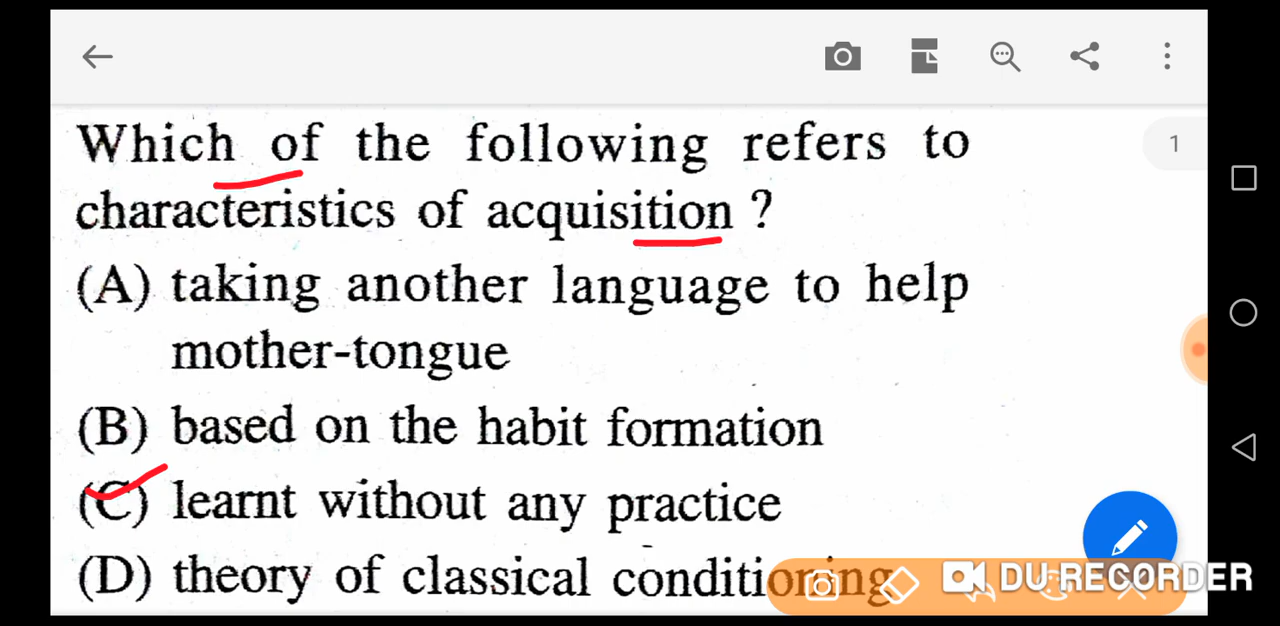 Which of the following refers to
1
characteristics of acquisition ?
(A) taking another language to help
mother-tongue
(B) based on the habit formation
(C) learnt without any practice
(D) theory of classical conditioning
DU RECORDER